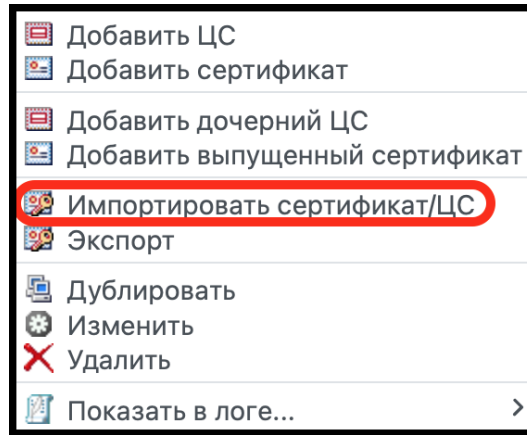 Добавить ЦС
Добавить сертификат
Добавить дочерний ЦС
Добавить выпущенный сертификат
Импортировать сертификат/ЦС
Экспорт
Дублировать
Изменить
Удалить
Показать в логе...